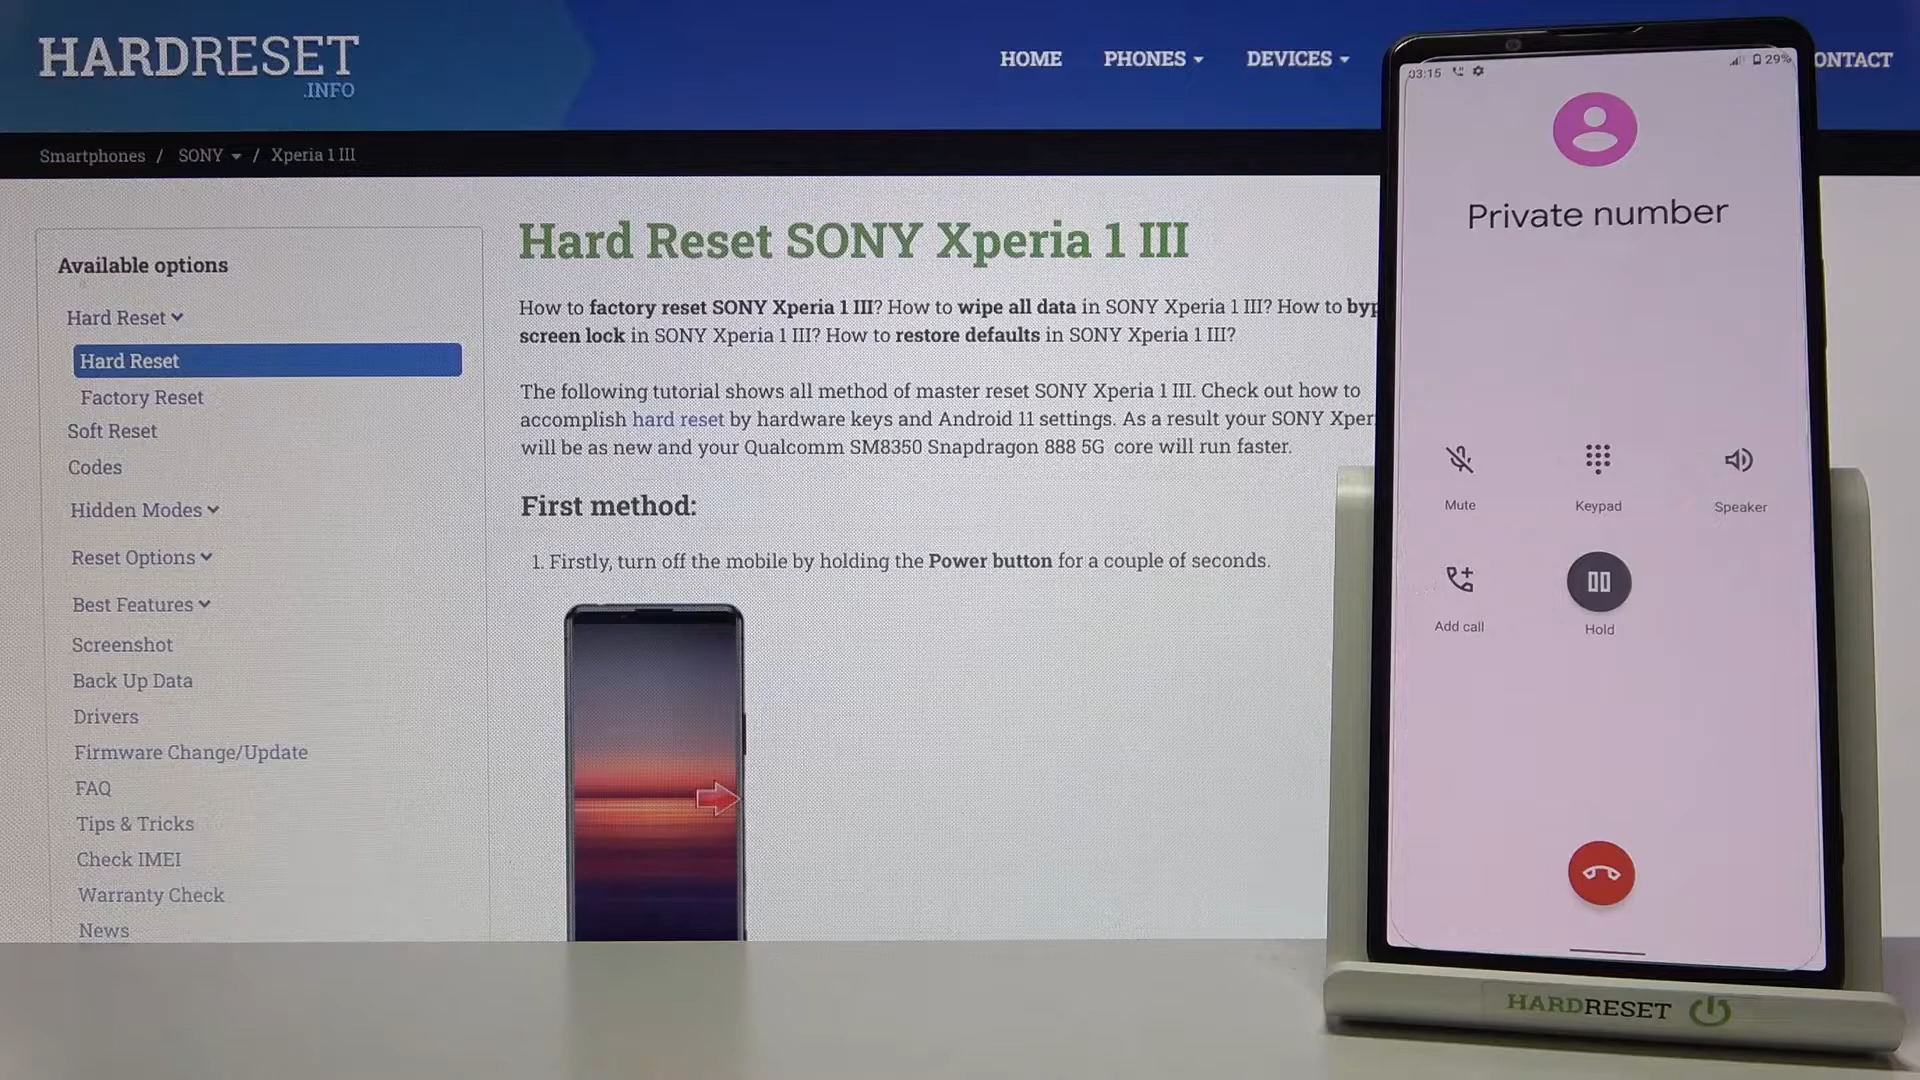 HARDRESET
.INFO
HOME
PHONES
DEVICES
ONTACT
Smartphones / SONY / Xperia 1 III
Available options
Hard Reset
Hard Reset
Factory Reset
Soft Reset
Codes
Hidden Modes
Reset Options
Best Features
Screenshot
Back Up Data
Drivers
Firmware Change/Update
FAQ
Tips & Tricks
Check IMEI
Warranty Check
News
Hard Reset SONY Xperia 1 III
How to factory reset SONY Xperia 1 III? How to wipe all data in SONY Xperia 1 III? How to byp
screen lock in SONY Xperia 1 III? How to restore defaults in SONY Xperia 1 III?
The following tutorial shows all method of master reset SONY Xperia 1 III. Check out how to
accomplish hard reset by hardware keys and Android 11 settings. As a result your SONY Xper
will be as new and your Qualcomm SM8350 Snapdragon 888 5G core will run faster.
First method:
1. Firstly, turn off the mobile by holding the Power button for a couple of seconds.
03:15
29%
Private number
Mute
Keypad
Speaker
Add call
Hold
HARDRESET